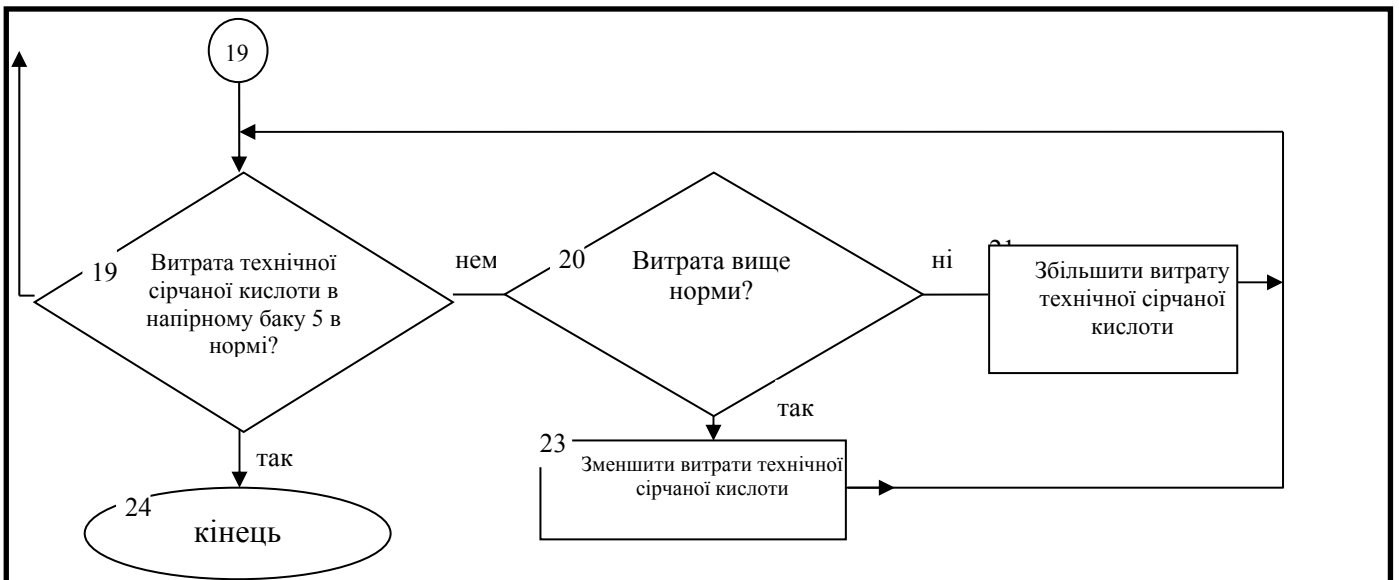 19
19
Витрата технічної
сірчаної кислоти в
напірному баку 5 в
нормі?
нем
20
Витрата вище
норми?
ні
Збільшити витрату
технічної сірчаної
кислоти
так
23
Зменшити витрати технічної
сірчаної кислоти
так
24
кінець